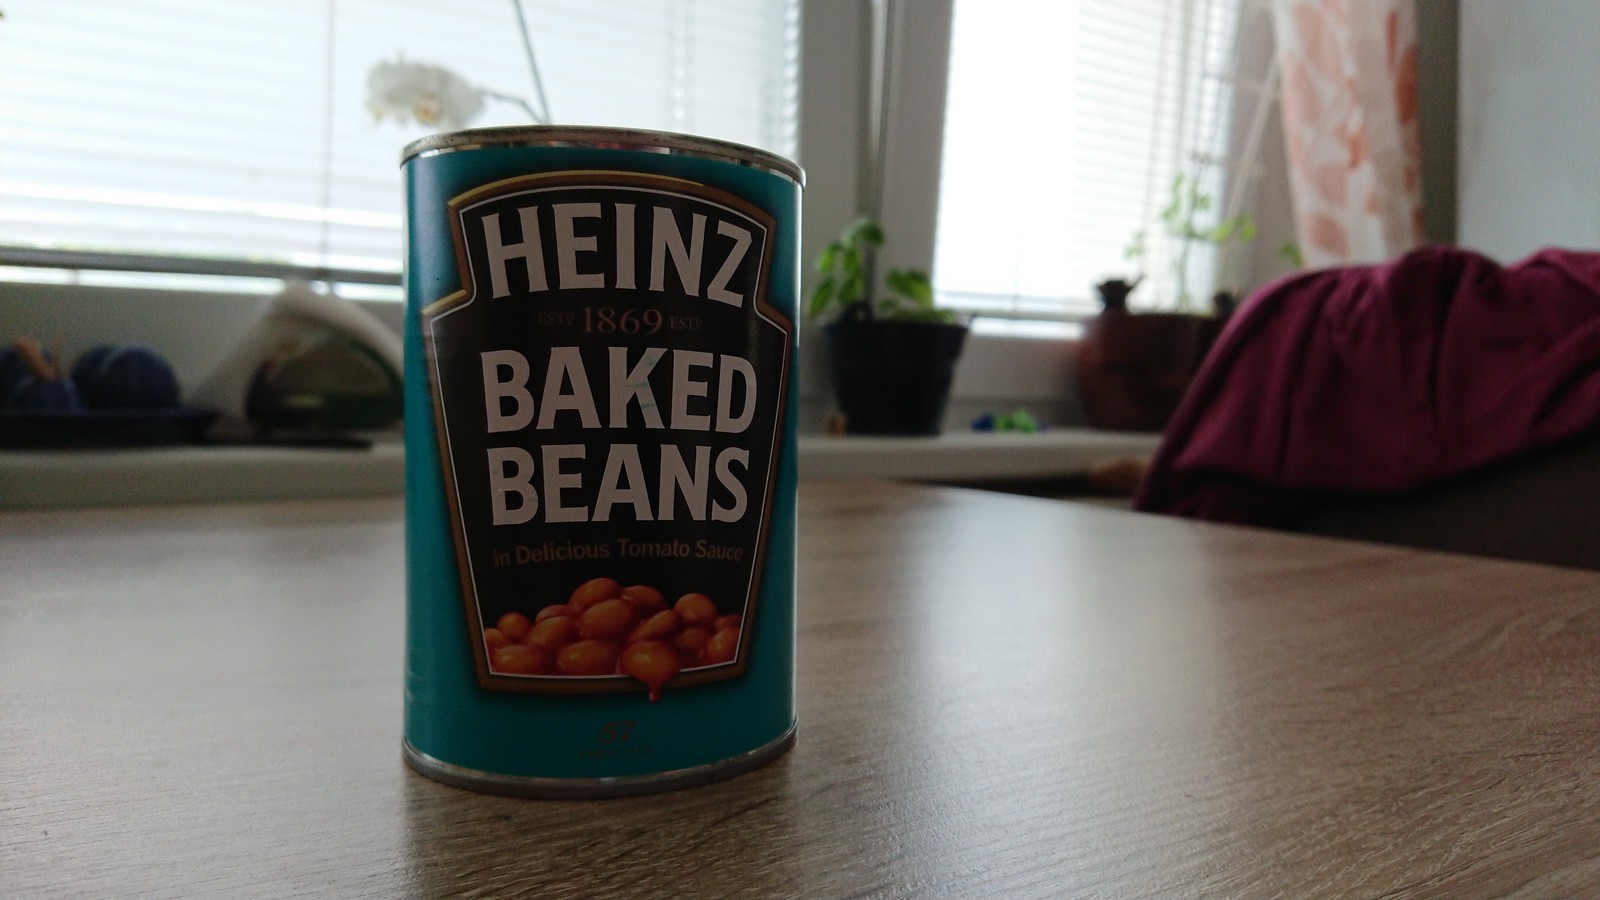 HEINZ
ESTD 1869 ESTD
BAKED
BEANS
in Delicious Tomato Sauce
57